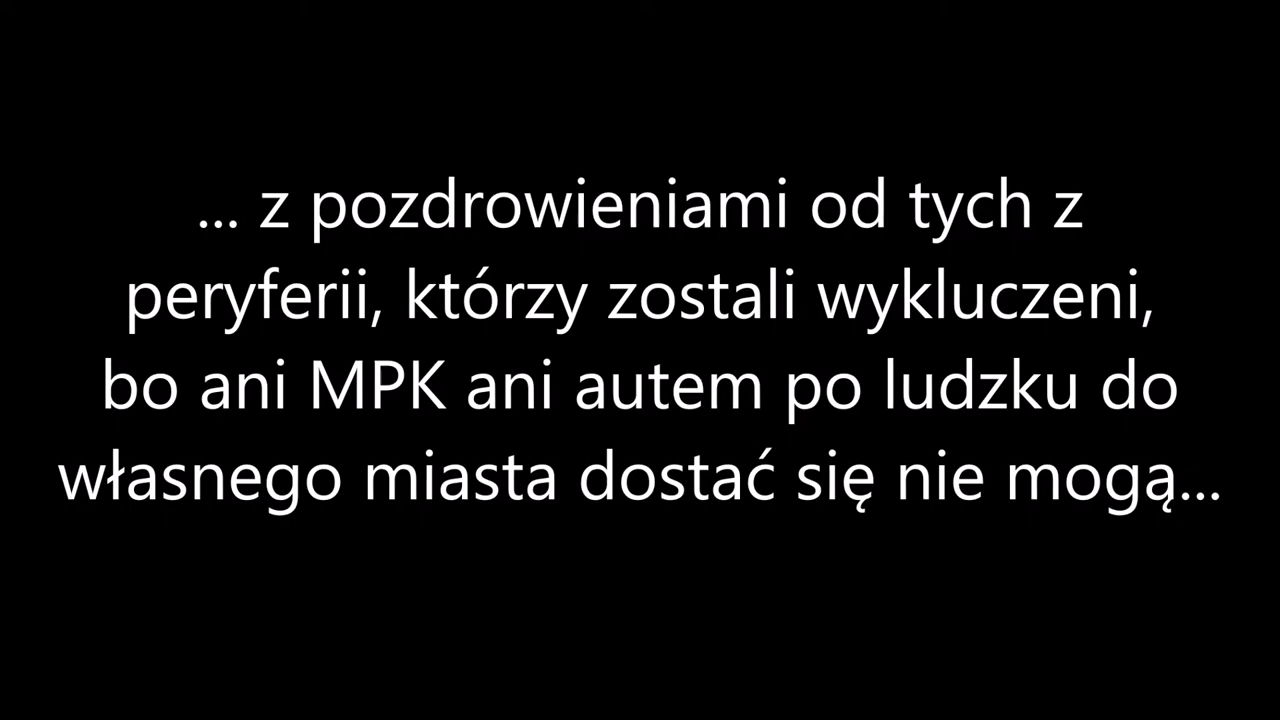 ... z pozdrowieniami od tych z
peryferii, którzy zostali wykluczeni,
bo ani MPK ani autem po ludzku do
własnego miasta dostać się nie mogą...